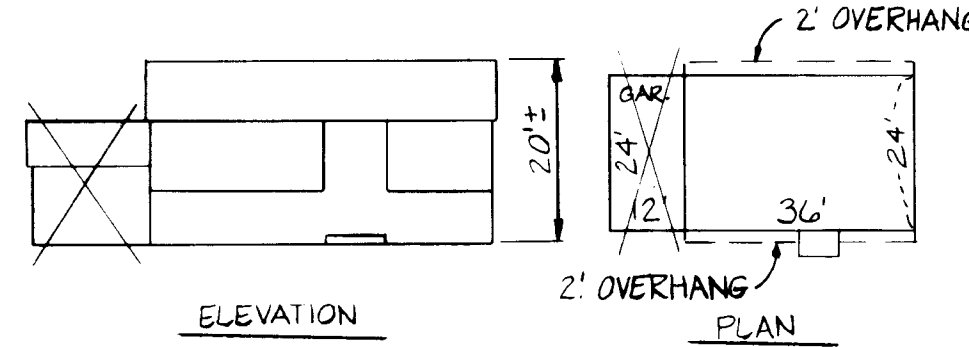 2' OVERHANG
20'±
GAR.
24'
12'
36'
24'
2' OVERHANG
ELEVATION
PLAN